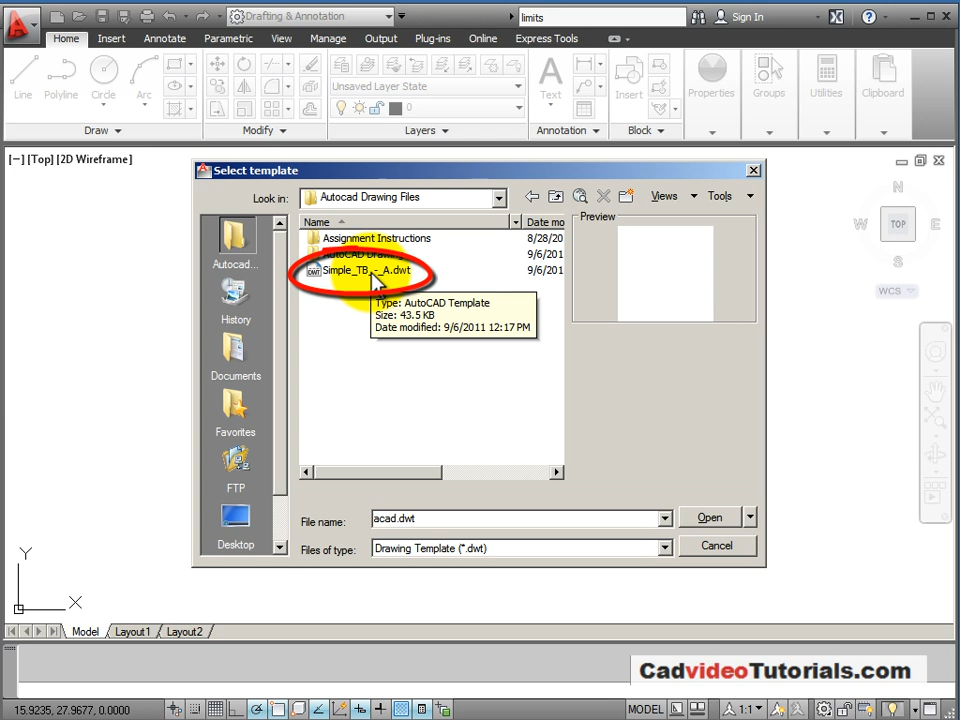 Drafting & Annotation
limits
Sign In
Home Insert Annotate Parametric View Manage Output Plug-ins Online Express Tools
Unsaved Layer State
0
Line Polyline Circle Arc
Text
Insert
Properties Groups Utilities Clipboard
Draw Modify Layers Annotation Block
[−] [Top] [2D Wireframe]
Select template
Look in: Autocad Drawing Files
Views Tools
Name Date mo
Preview
Assignment Instructions 8/28/20
AutoCAD Drawing 9/6/201
DWT Simple_TB_-_A.dwt 9/6/201
Type: AutoCAD Template
Size: 43.5 KB
Date modified: 9/6/2011 12:17 PM
Autocad...
History
Documents
Favorites
FTP
Desktop
File name: acad.dwt
Open
Files of type: Drawing Template (*.dwt)
Cancel
N
W TOP E
S
WCS
Y
X
Model Layout1 Layout2
CadvideoTutorials.com
15.9235, 27.9677, 0.0000
MODEL
1:1